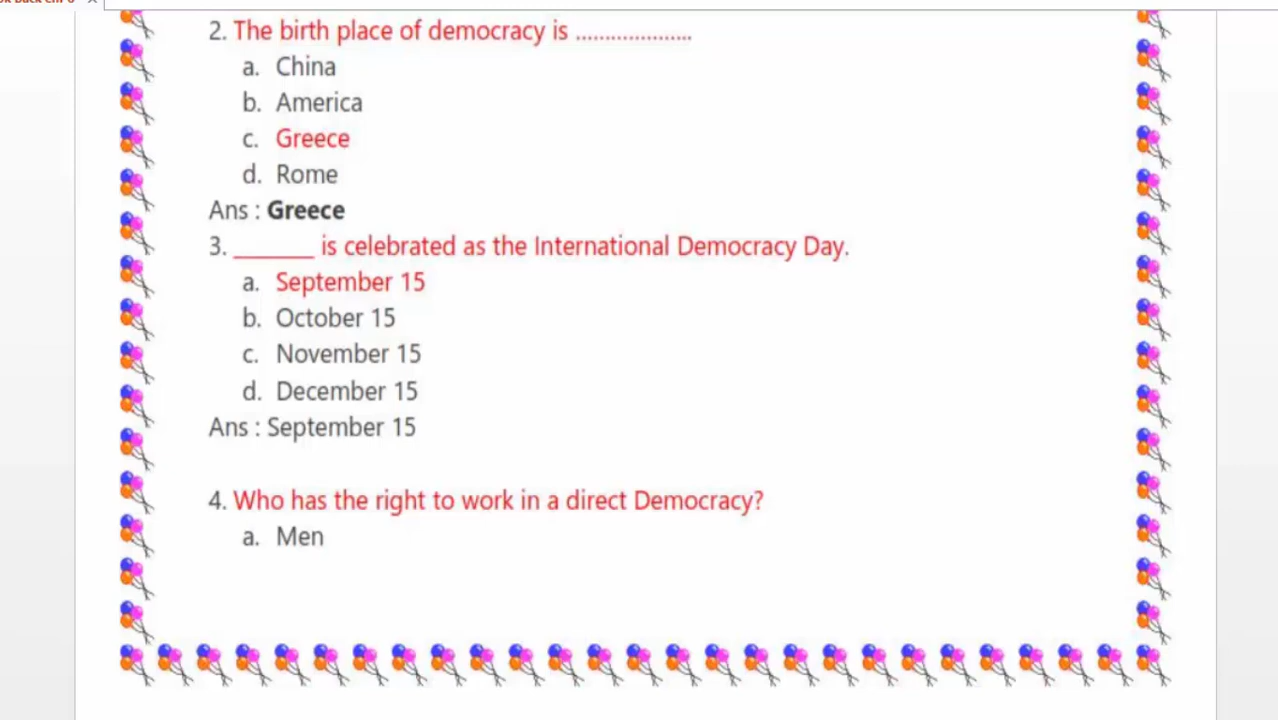 2. The birth place of democracy is ....................
a. China
b. America
c. Greece
d. Rome
Ans : Greece
3. _______ is celebrated as the International Democracy Day.
a. September 15
b. October 15
c. November 15
d. December 15
Ans : September 15
4. Who has the right to work in a direct Democracy?
a. Men